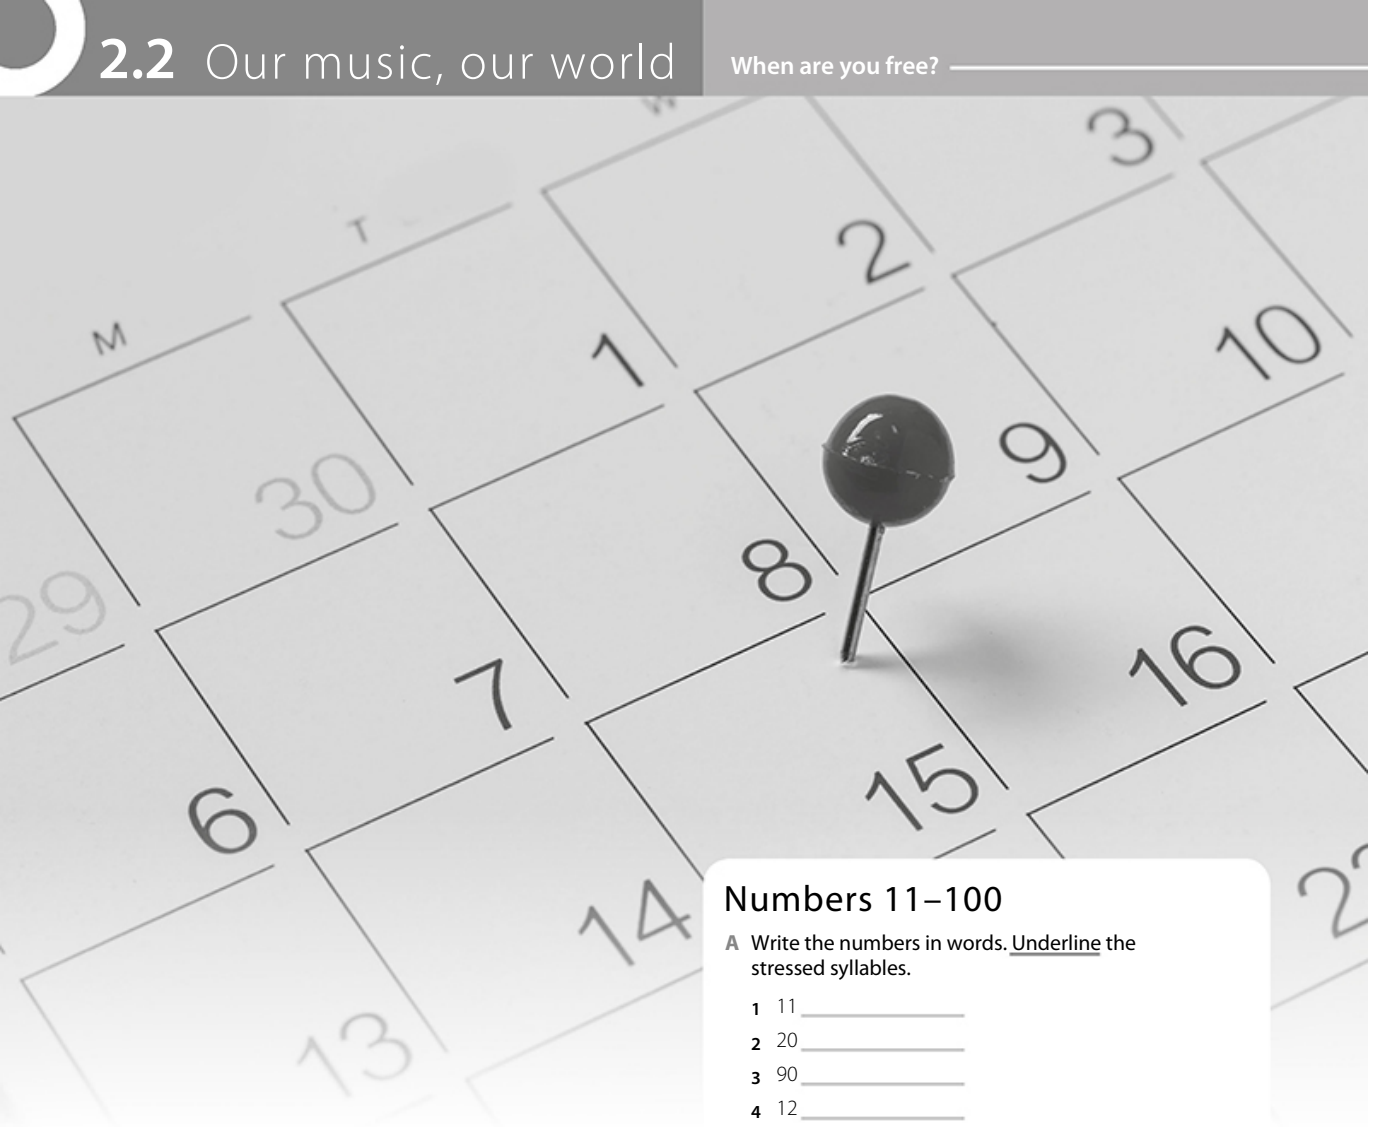 2.2 Our music, our world
When are you free?
W
3
T
2
M
1
10
30
9
8
29
7
16
6
15
14
13
Numbers 11–100
A Write the numbers in words. Underline the
stressed syllables.
1 11
2 20
3 90
4 12